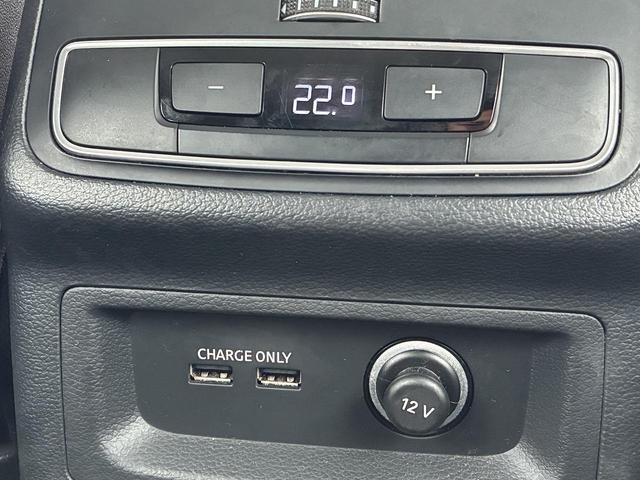 − 22.0 +
CHARGE ONLY
12 V